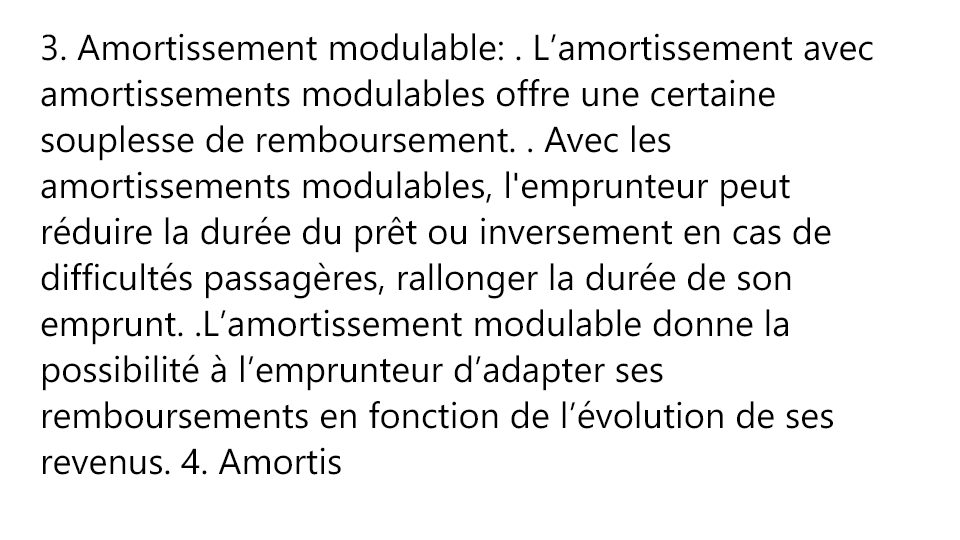 3. Amortissement modulable: . L’amortissement avec
amortissements modulables offre une certaine
souplesse de remboursement. . Avec les
amortissements modulables, l'emprunteur peut
réduire la durée du prêt ou inversement en cas de
difficultés passagères, rallonger la durée de son
emprunt. .L’amortissement modulable donne la
possibilité à l’emprunteur d’adapter ses
remboursements en fonction de l’évolution de ses
revenus. 4. Amortis